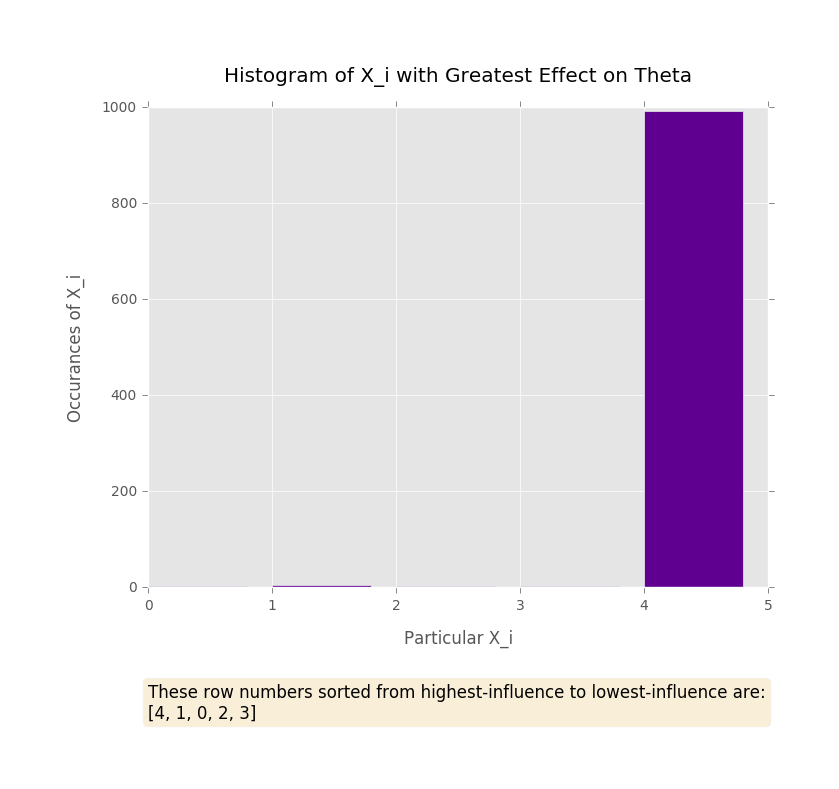 Histogram of X_i with Greatest Effect on Theta
1000
800
600
400
200
0
Occurances of X_i
0 1 2 3 4 5
Particular X_i
These row numbers sorted from highest-influence to lowest-influence are:
[4, 1, 0, 2, 3]